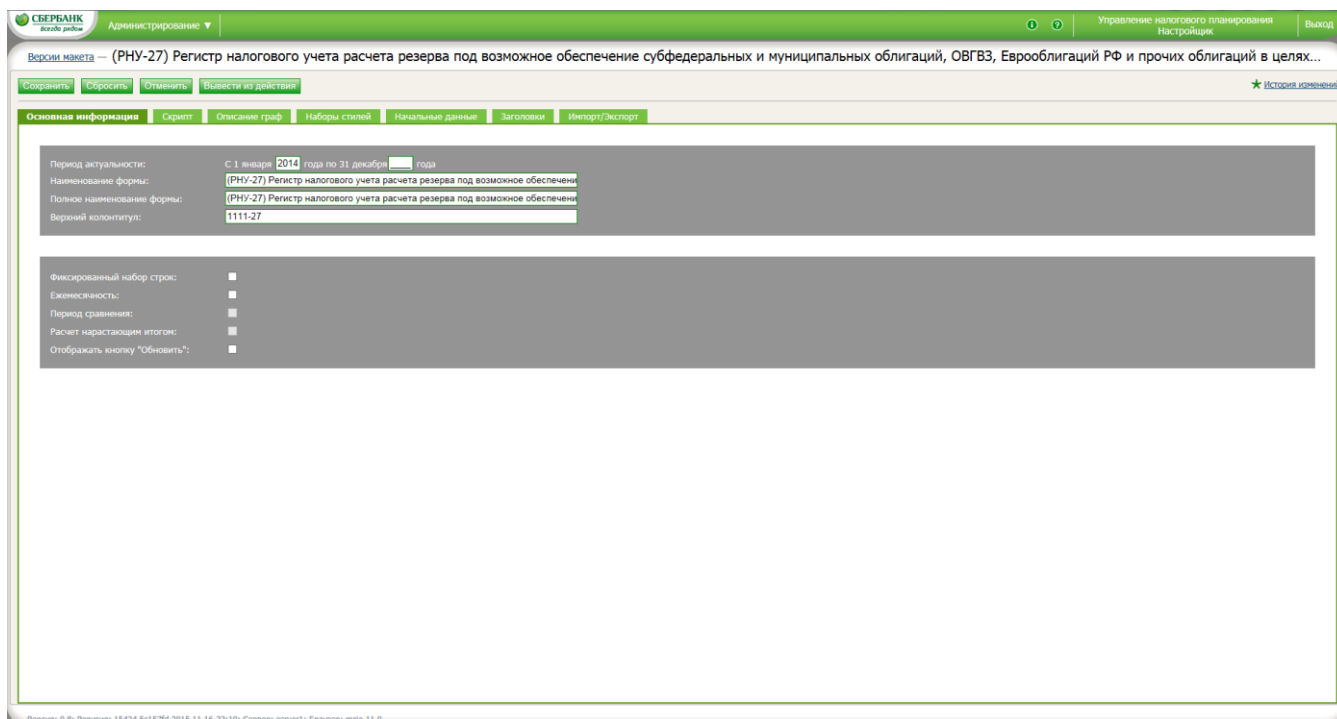 СБЕРБАНК
Всегда рядом
Администрирование ▼
Управление налогового планирования
Настройщик
Выход
Версии макета — (РНУ-27) Регистр налогового учета расчета резерва под возможное обеспечение субфедеральных и муниципальных облигаций, ОВГВЗ, Еврооблигаций РФ и прочих облигаций в целях...
Сохранить Сбросить Отменить Вывести из действия
История изменени
Основная информация Скрипт Описание граф Наборы стилей Начальные данные Заголовки Импорт/Экспорт
Период актуальности: С 1 января 2014 года по 31 декабря ____ года
Наименование формы: (РНУ-27) Регистр налогового учета расчета резерва под возможное обеспечени
Полное наименование формы: (РНУ-27) Регистр налогового учета расчета резерва под возможное обеспечени
Верхний колонтитул: 1111-27
Фиксированный набор строк:
Ежемесячность:
Период сравнения:
Расчет нарастающим итогом:
Отображать кнопку "Обновить":